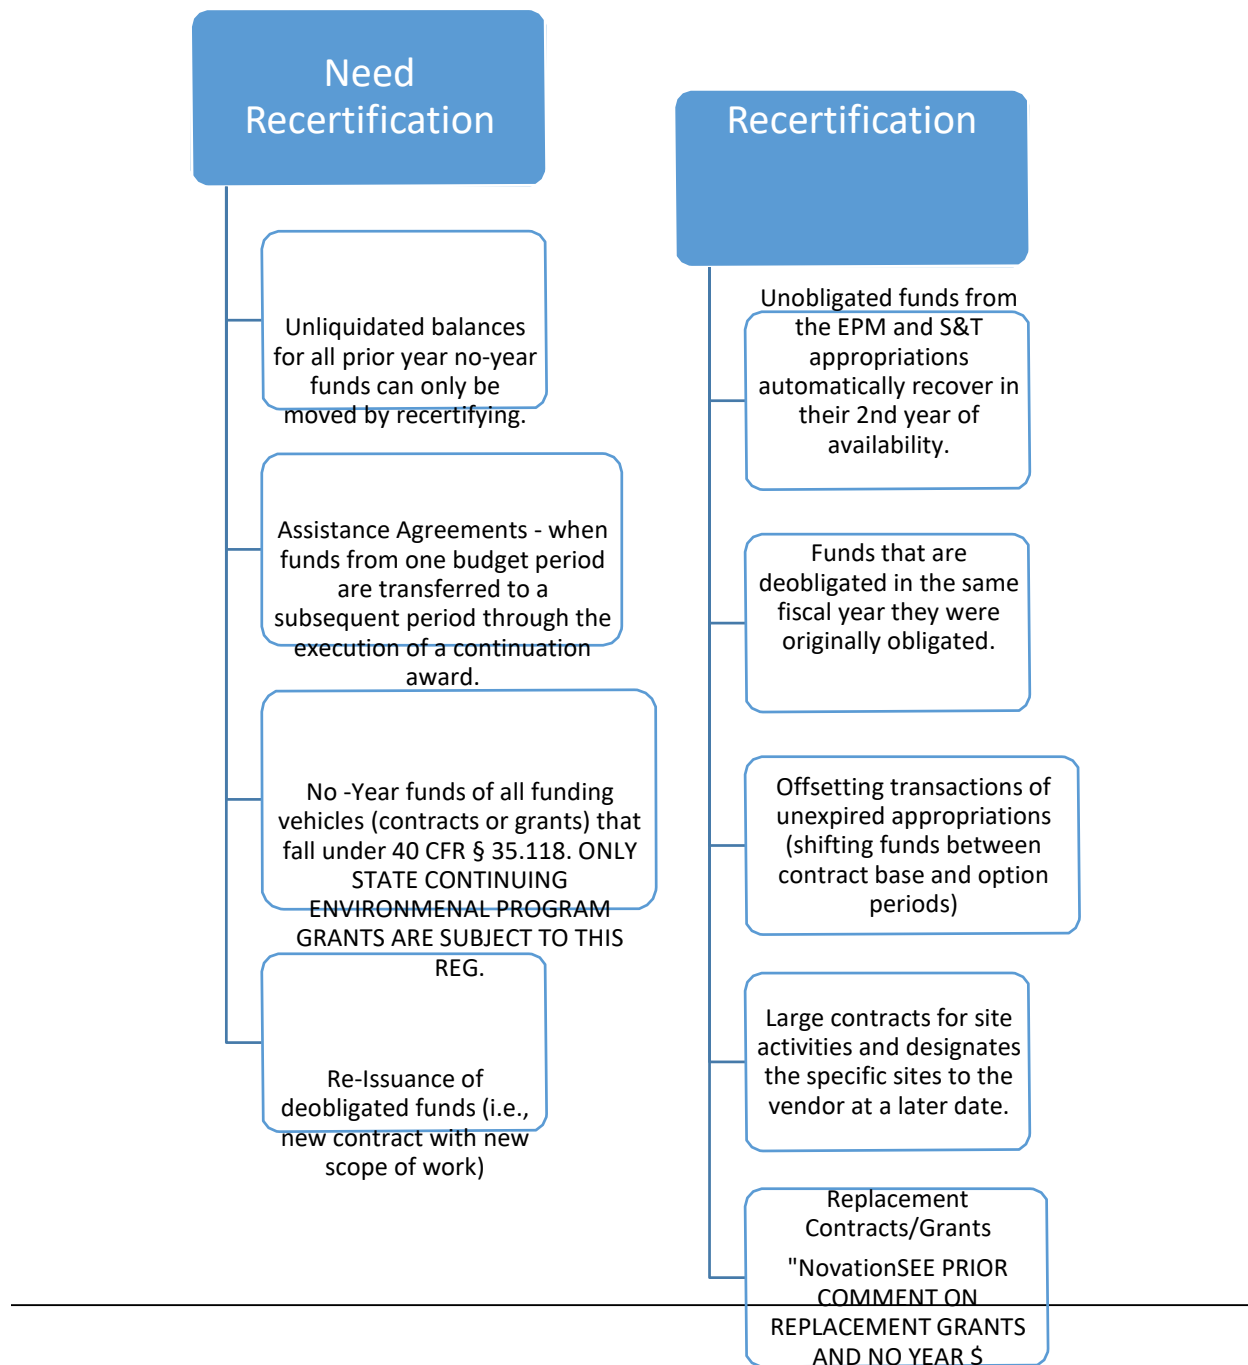 Need
Recertification
Unliquidated balances
for all prior year no-year
funds can only be
moved by recertifying.
Assistance Agreements - when
funds from one budget period
are transferred to a
subsequent period through the
execution of a continuation
award.
No -Year funds of all funding
vehicles (contracts or grants) that
fall under 40 CFR § 35.118. ONLY
STATE CONTINUING
ENVIRONMENAL PROGRAM
GRANTS ARE SUBJECT TO THIS
REG.
Re-Issuance of
deobligated funds (i.e.,
new contract with new
scope of work)
Recertification
Unobligated funds from
the EPM and S&T
appropriations
automatically recover in
their 2nd year of
availability.
Funds that are
deobligated in the same
fiscal year they were
originally obligated.
Offsetting transactions of
unexpired appropriations
(shifting funds between
contract base and option
periods)
Large contracts for site
activities and designates
the specific sites to the
vendor at a later date.
Replacement
Contracts/Grants
"NovationSEE PRIOR
COMMENT ON
REPLACEMENT GRANTS
AND NO YEAR $